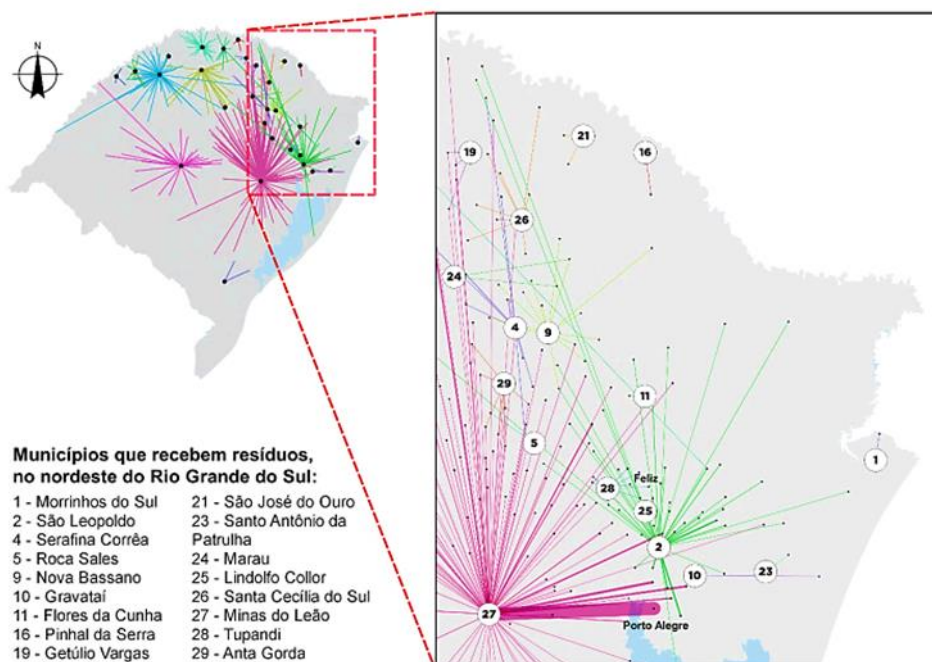 N
Municípios que recebem resíduos,
no nordeste do Rio Grande do Sul:
1 - Morrinhos do Sul
2 - São Leopoldo
4 - Serafina Corrêa
5 - Roca Sales
9 - Nova Bassano
10 - Gravataí
11 - Flores da Cunha
16 - Pinhal da Serra
19 - Getúlio Vargas
21 - São José do Ouro
23 - Santo Antônio da
Patrulha
24 - Marau
25 - Lindolfo Collor
26 - Santa Cecília do Sul
27 - Minas do Leão
28 - Tupandi
29 - Anta Gorda
21
19
16
26
24
4
9
29
11
5
1
Feliz
28
25
2
10
23
27
Porto Alegre